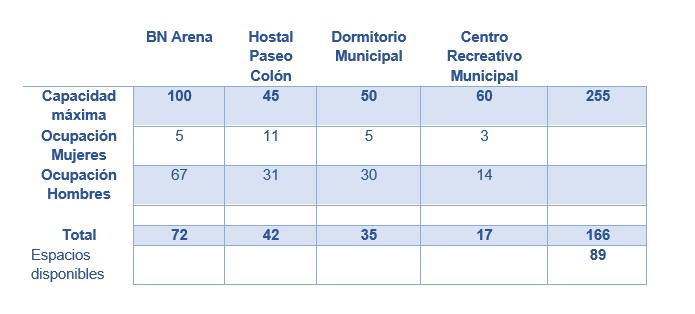 BN Arena Hostal Paseo Colón Dormitorio Municipal Centro Recreativo Municipal
Capacidad máxima 100 45 50 60 255
Ocupación Mujeres 5 11 5 3
Ocupación Hombres 67 31 30 14
Total 72 42 35 17 166
Espacios disponibles 89